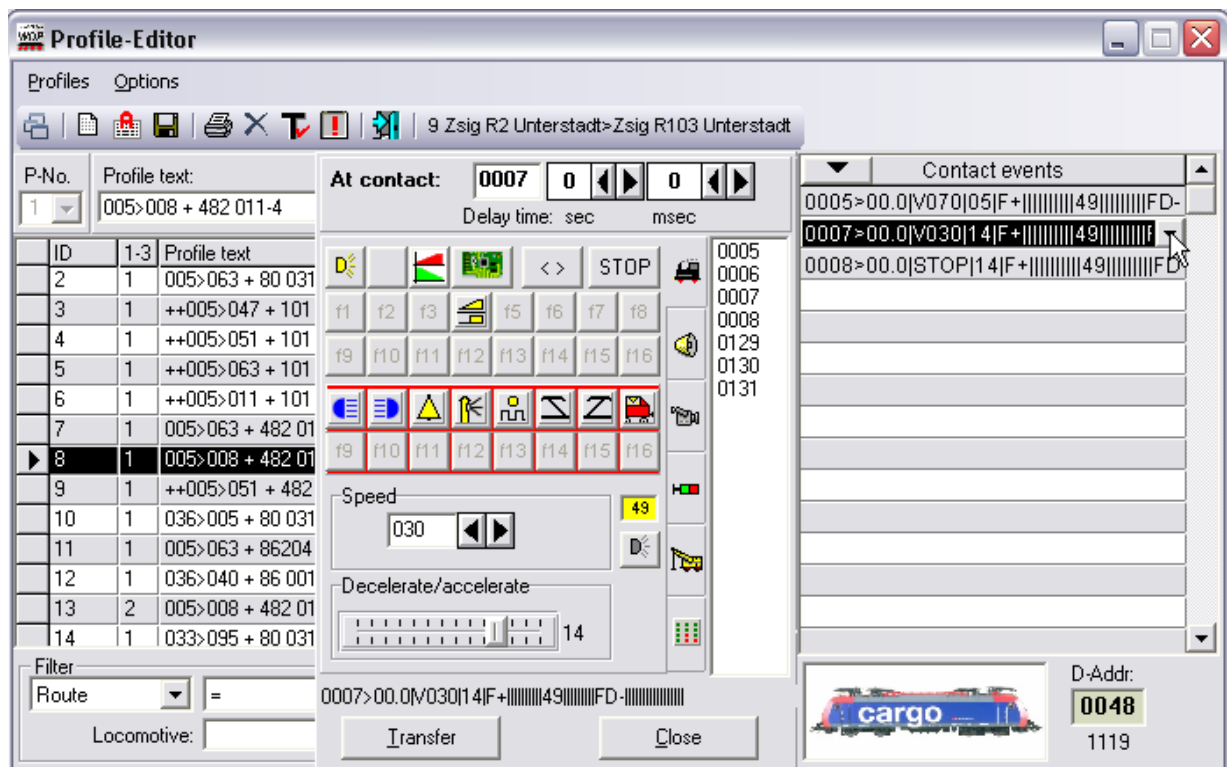 Profile-Editor
Profiles Options
9 Zsig R2 Unterstadt>Zsig R103 Unterstadt
P-No. Profile text:
1 005>008 + 482 011-4
ID 1-3 Profile text
2 1 005>063 + 80 031
3 1 ++005>047 + 101
4 1 ++005>051 + 101
5 1 ++005>063 + 101
6 1 ++005>011 + 101
7 1 005>063 + 482 01
8 1 005>008 + 482 01
9 1 ++005>051 + 482
10 1 036>005 + 80 031
11 1 005>063 + 86204
12 1 036>040 + 86 001
13 2 005>008 + 482 01
14 1 033>095 + 80 031
Filter
Route =
Locomotive:
At contact: 0007 0 0
Delay time: sec msec
D < > STOP
f1 f2 f3 f5 f6 f7 f8
f9 f10 f11 f12 f13 f14 f15 f16
f9 f10 f11 f12 f13 f14 f15 f16
Speed
030
49
D
Decelerate/accelerate
14
0005
0006
0007
0008
0129
0130
0131
0007>00.0|V030|14|F+|||||||||49|||||||||FD-||||||||||||||||
Transfer Close
Contact events
0005>00.0|V070|05|F+|||||||||49|||||||||FD-
0007>00.0|V030|14|F+|||||||||49|||||||||F
0008>00.0|STOP|14|F+|||||||||49|||||||||FD
cargo
D-Addr:
0048
1119